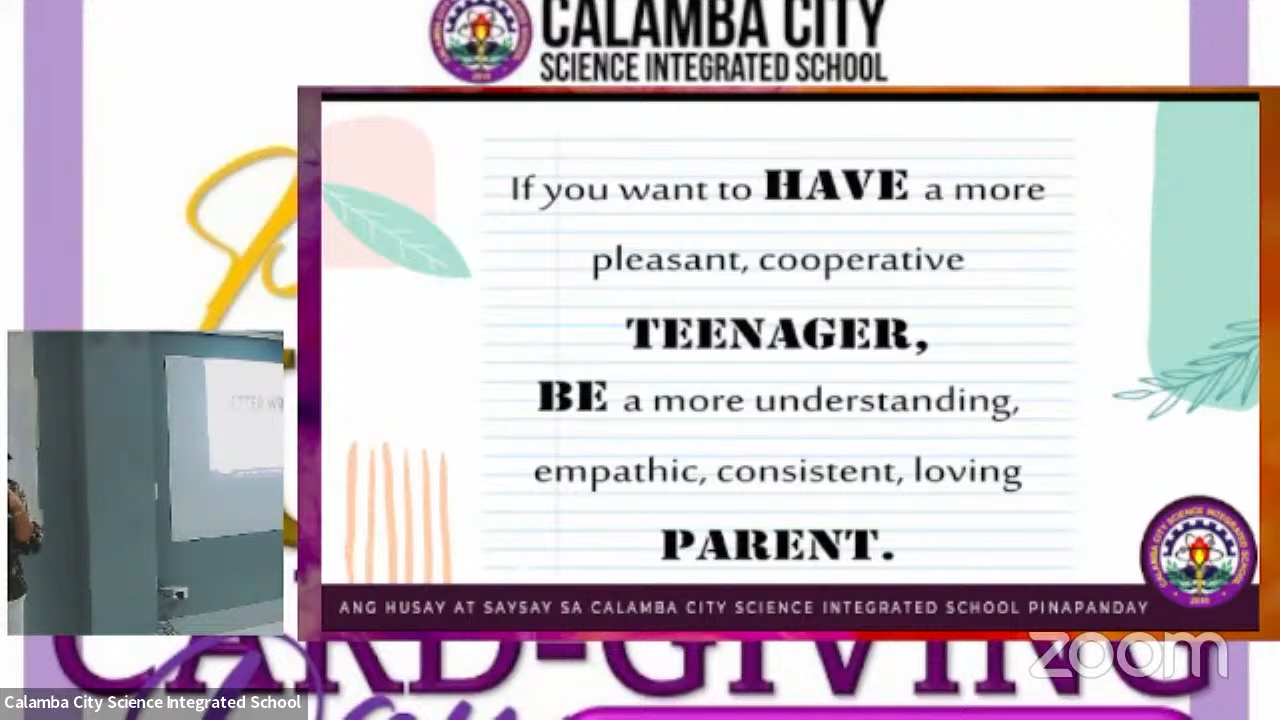 CALAMBA CITY
SCIENCE INTEGRATED SCHOOL
If you want to HAVE a more
pleasant, cooperative
TEENAGER,
BE a more understanding,
empathic, consistent, loving
PARENT.
ANG HUSAY AT SAYSAY SA CALAMBA CITY SCIENCE INTEGRATED SCHOOL PINAPANDAY
CARD-GIVING
zoom
Calamba City Science Integrated School